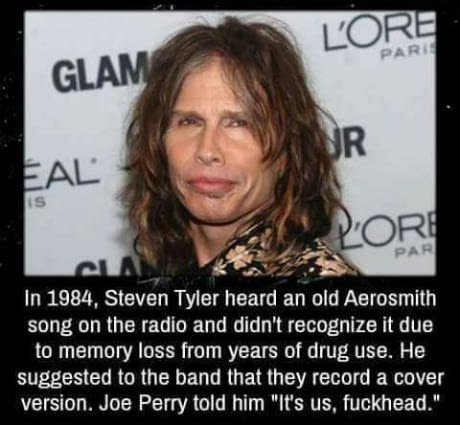 L'ORE
PARIS
GLAM
UR
EAL
IS
L'ORE
PAR
GLA
In 1984, Steven Tyler heard an old Aerosmith
song on the radio and didn't recognize it due
to memory loss from years of drug use. He
suggested to the band that they record a cover
version. Joe Perry told him "It's us, fuckhead."